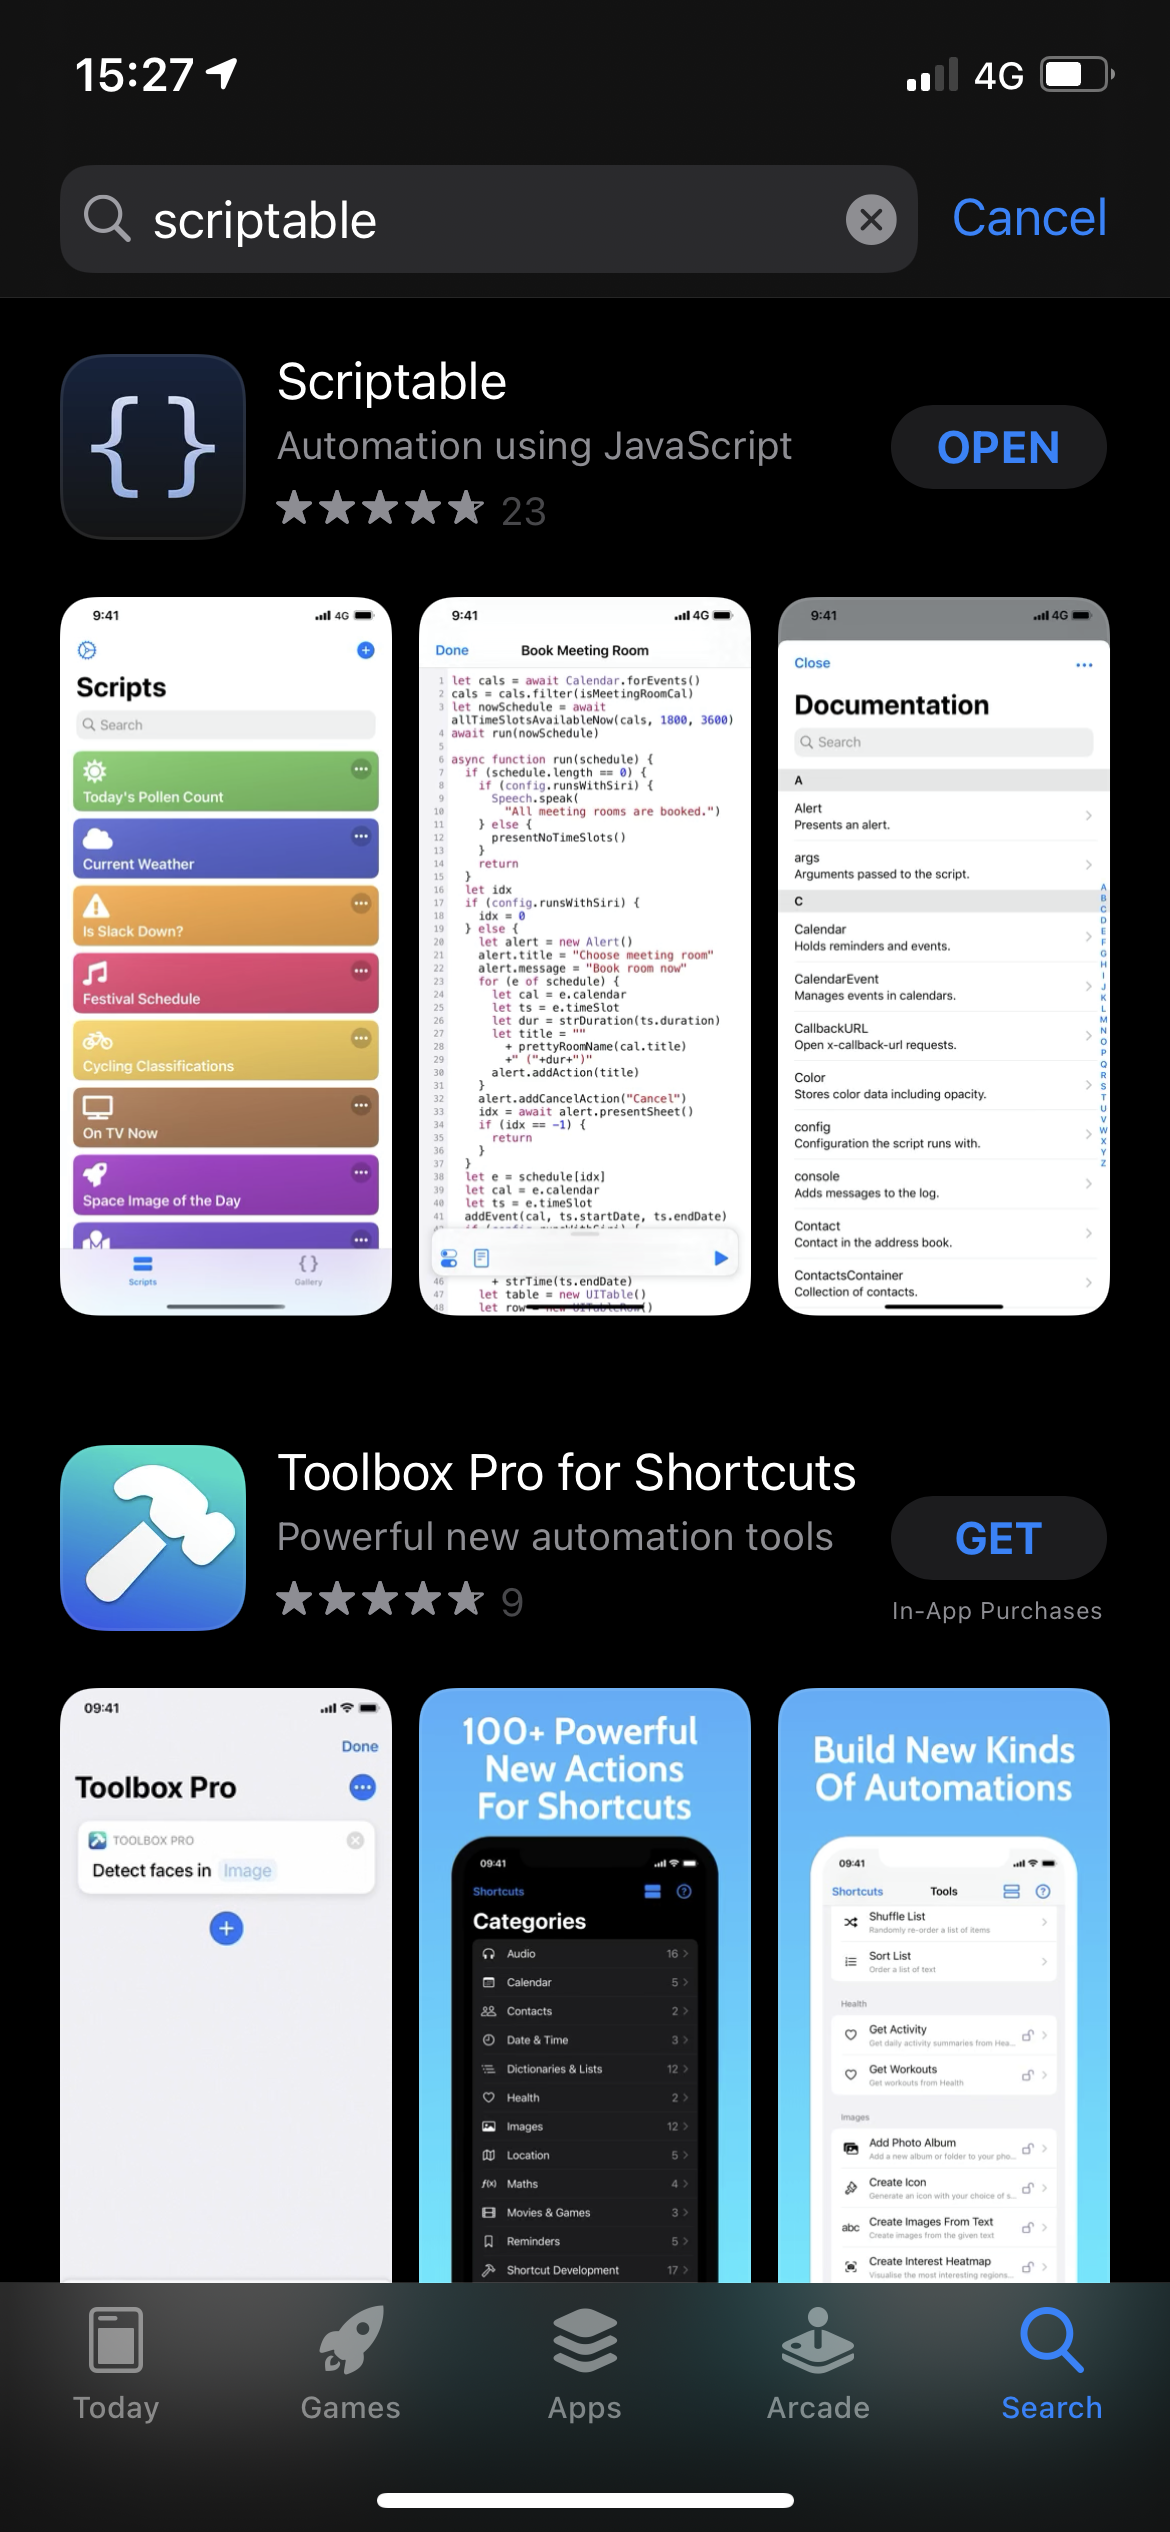 15:27
4G
scriptable
Cancel
{}
Scriptable
Automation using JavaScript
23
OPEN
9:41
4G
Scripts
Search
Today's Pollen Count
Current Weather
Is Slack Down?
Festival Schedule
Cycling Classifications
On TV Now
Space Image of the Day
Scripts
{}
Gallery
9:41
4G
Done
Book Meeting Room
1 let cals = await Calendar.forEvents()
2 cals = cals.filter(isMeetingRoomCal)
3 let nowSchedule = await
allTimeSlotsAvailableNow(cals, 1800, 3600)
4 await run(nowSchedule)
5
6 async function run(schedule) {
7 if (schedule.length == 0) {
8 if (config.runsWithSiri) {
9 Speech.speak(
10 "All meeting rooms are booked.")
11 } else {
12 presentNoTimeSlots()
13 }
14 return
15 }
16 let idx
17 if (config.runsWithSiri) {
18 idx = 0
19 } else {
20 let alert = new Alert()
21 alert.title = "Choose meeting room"
22 alert.message = "Book room now"
23 for (e of schedule) {
24 let cal = e.calendar
25 let ts = e.timeSlot
26 let dur = strDuration(ts.duration)
27 let title = ""
28 + prettyRoomName(cal.title)
29 +" ("+dur+")"
30 alert.addAction(title)
31 }
32 alert.addCancelAction("Cancel")
33 idx = await alert.presentSheet()
34 if (idx == -1) {
35 return
36 }
37 }
38 let e = schedule[idx]
39 let cal = e.calendar
40 let ts = e.timeSlot
41 addEvent(cal, ts.startDate, ts.endDate)
46 + strTime(ts.endDate)
47 let table = new UITable()
48 let row = new UITableRow()
9:41
4G
Close
Documentation
Search
A
Alert
Presents an alert.
args
Arguments passed to the script.
C
Calendar
Holds reminders and events.
CalendarEvent
Manages events in calendars.
CallbackURL
Open x-callback-url requests.
Color
Stores color data including opacity.
config
Configuration the script runs with.
console
Adds messages to the log.
Contact
Contact in the address book.
ContactsContainer
Collection of contacts.
A
B
C
D
E
F
G
H
I
J
K
L
M
N
O
P
Q
R
S
T
U
V
W
X
Y
Z
Toolbox Pro for Shortcuts
Powerful new automation tools
9
GET
In-App Purchases
09:41
Done
Toolbox Pro
TOOLBOX PRO
Detect faces in Image
100+ Powerful
New Actions
For Shortcuts
09:41
Shortcuts
Categories
Audio 16
Calendar 5
Contacts 2
Date & Time 3
Dictionaries & Lists 12
Health 2
Images 12
Location 5
f(x) Maths 4
Movies & Games 3
Reminders 5
Shortcut Development 17
Build New Kinds
Of Automations
09:41
Shortcuts
Tools
Shuffle List
Randomly re-order a list of items
Sort List
Order a list of text
Health
Get Activity
Get daily activity summaries from Hea...
Get Workouts
Get workouts from Health
Images
Add Photo Album
Add a new album or folder to your pho...
Create Icon
Generate an icon with your choice of s...
abc Create Images From Text
Create images from the given text
Create Interest Heatmap
Visualise the most interesting regions...
Today
Games
Apps
Arcade
Search